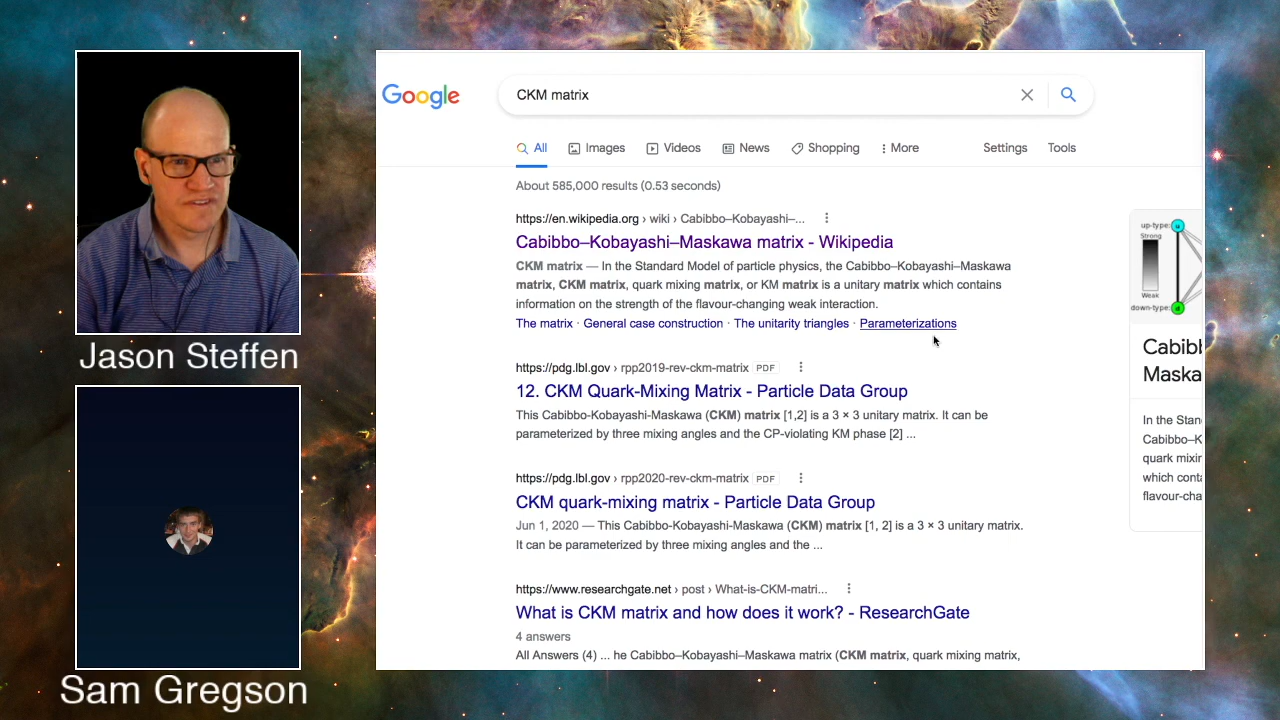 Jason Steffen
Sam Gregson
Google
CKM matrix
All Images Videos News Shopping More Settings Tools
About 585,000 results (0.53 seconds)
https://en.wikipedia.org › wiki › Cabibbo–Kobayashi–...
Cabibbo–Kobayashi–Maskawa matrix - Wikipedia
CKM matrix — In the Standard Model of particle physics, the Cabibbo–Kobayashi–Maskawa
matrix, CKM matrix, quark mixing matrix, or KM matrix is a unitary matrix which contains
information on the strength of the flavour-changing weak interaction.
The matrix · General case construction · The unitarity triangles · Parameterizations
https://pdg.lbl.gov › rpp2019-rev-ckm-matrix PDF
12. CKM Quark-Mixing Matrix - Particle Data Group
This Cabibbo-Kobayashi-Maskawa (CKM) matrix [1,2] is a 3 × 3 unitary matrix. It can be
parameterized by three mixing angles and the CP-violating KM phase [2] ...
https://pdg.lbl.gov › rpp2020-rev-ckm-matrix PDF
CKM quark-mixing matrix - Particle Data Group
Jun 1, 2020 — This Cabibbo-Kobayashi-Maskawa (CKM) matrix [1, 2] is a 3 × 3 unitary matrix.
It can be parameterized by three mixing angles and the ...
https://www.researchgate.net › post › What-is-CKM-matri...
What is CKM matrix and how does it work? - ResearchGate
4 answers
All Answers (4) ... he Cabibbo–Kobayashi–Maskawa matrix (CKM matrix, quark mixing matrix,
up-type: u
Strong
Weak
down-type: d
Cabibb
Maska
In the Stan
Cabibbo–K
quark mixin
which conta
flavour-cha